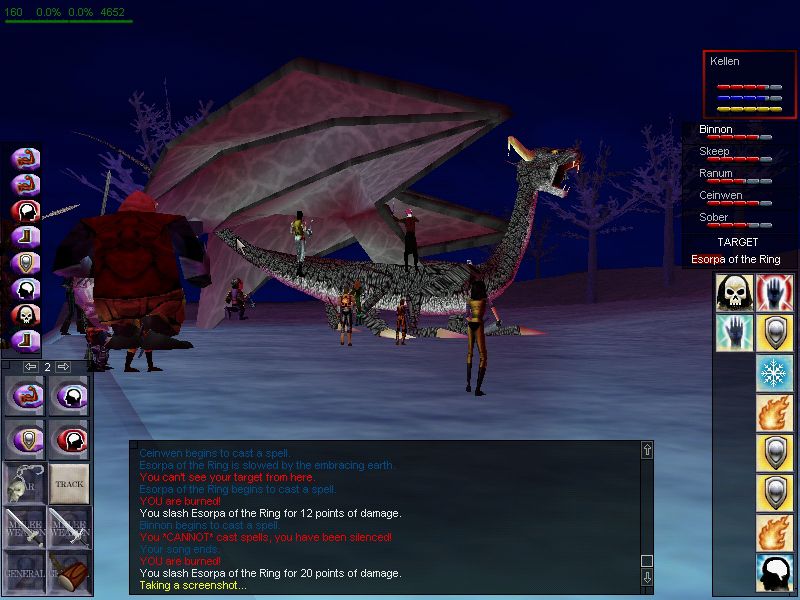 160 0.0% 0.0% 4652
Kellen
Binnon
Skeep
Ranum
Ceinwen
Sober
TARGET
Esorpa of the Ring
2
TRACK
MELEE WEAPON
MELEE WEAPON
GENERAL
Ceinwen begins to cast a spell.
Esorpa of the Ring is slowed by the embracing earth.
You can't see your target from here.
Esorpa of the Ring begins to cast a spell.
YOU are burned!
You slash Esorpa of the Ring for 12 points of damage.
Binnon begins to cast a spell.
You *CANNOT* cast spells, you have been silenced!
Your song ends.
YOU are burned!
You slash Esorpa of the Ring for 20 points of damage.
Taking a screenshot...